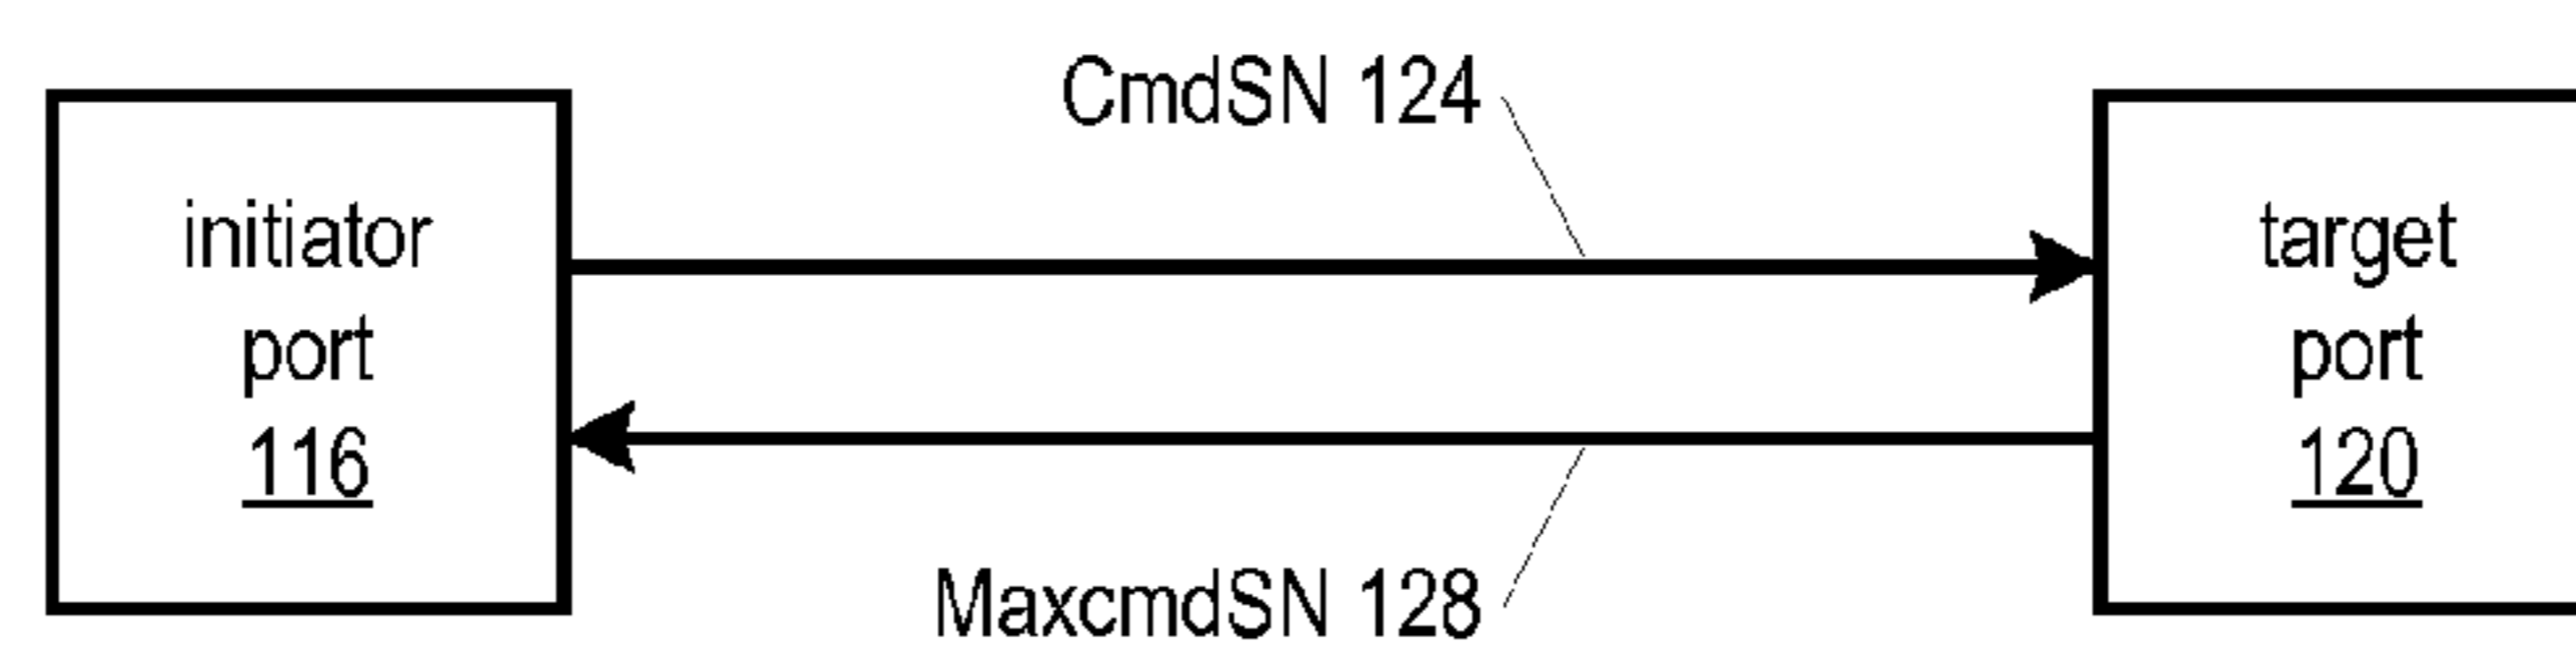 CmdSN 124
initiator
port
116
target
port
120
MaxcmdSN 128